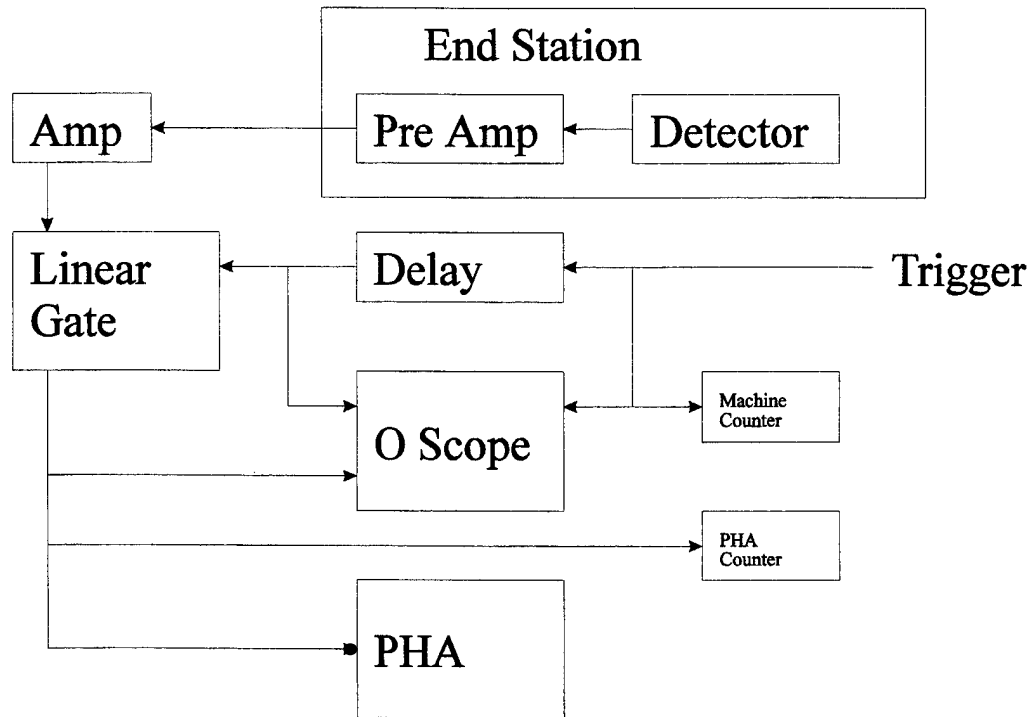 End Station
Amp
Pre Amp
Detector
Linear
Gate
Delay
Trigger
O Scope
Machine
Counter
PHA
Counter
PHA